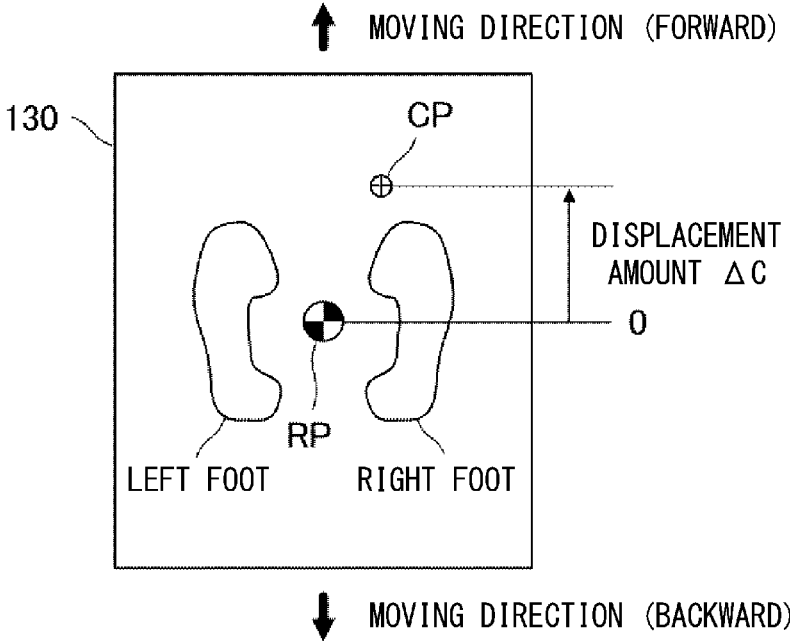 MOVING DIRECTION (FORWARD)
130
CP
DISPLACEMENT
AMOUNT ΔC
0
RP
LEFT FOOT
RIGHT FOOT
MOVING DIRECTION (BACKWARD)